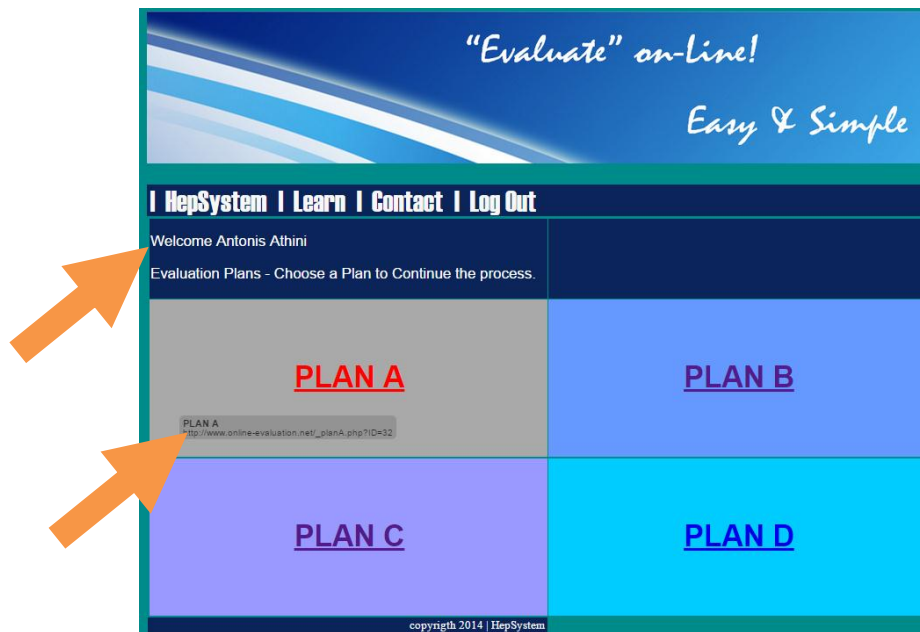 “Evaluate” on-Line!
Easy & Simple
| HepSystem | Learn | Contact | Log Out
Welcome Antonis Athini
Evaluation Plans - Choose a Plan to Continue the process.
PLAN A
PLAN B
PLAN A
http://www.online-evaluation.net/_planA.php?ID=32
PLAN C
PLAN D
copyrigth 2014 | HepSystem